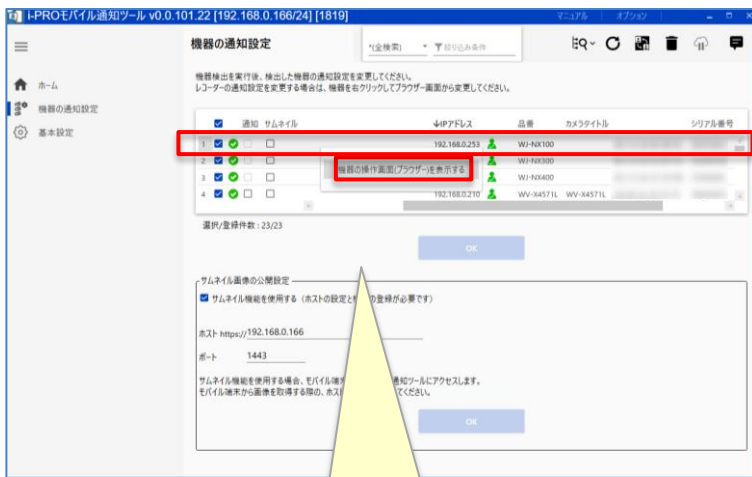 i-PROモバイル通知ツール v0.0.101.22 [192.168.0.166/24] [1819]
マニュアル
オプション
機器の通知設定
*(全検索)
絞り込み条件
ホーム
機器の通知設定
基本設定
機器検出を実行後、検出した機器の通知設定を変更してください。
レコーダーの通知設定を変更する場合は、機器を右クリックしてブラウザー画面から変更してください。
通知 サムネイル ↓IPアドレス 品番 カメラタイトル シリアル番号
1 192.168.0.253 WJ-NX100
2 WJ-NX300
3 WJ-NX400
4 192.168.0.210 WV-X4571L WV-X4571L
機器の操作画面(ブラウザー)を表示する
選択/登録件数 : 23/23
OK
サムネイル画像の公開設定
サムネイル機能を使用する（ホストの設定と の登録が必要です）
ホスト https://192.168.0.166
ポート 1443
サムネイル機能を使用する場合、モバイル端 通知ツールにアクセスします。
モバイル端末から画像を取得する際の、ホス てください。
OK